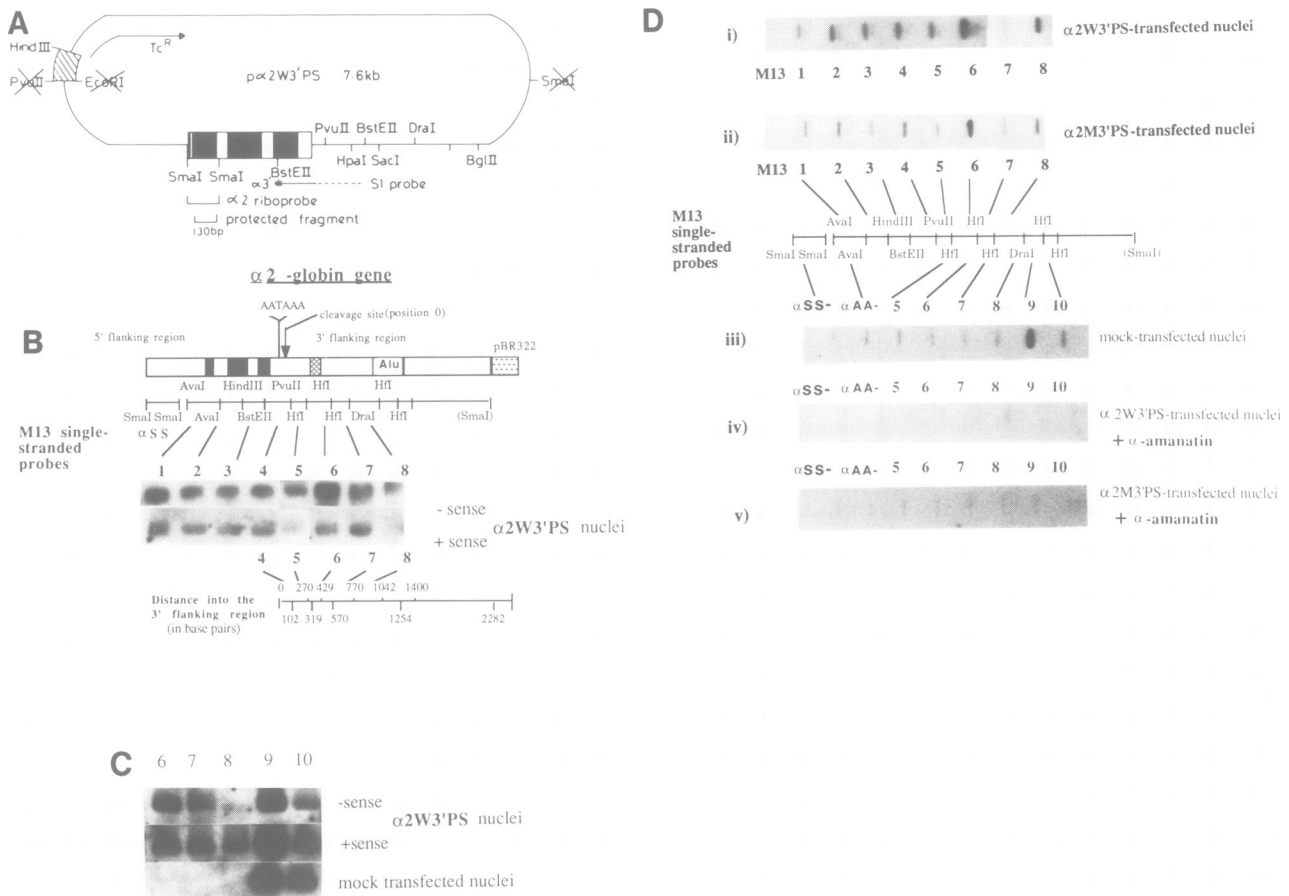 A
HindIII
PvuII
EcoRI
Tc R
pα2W3'PS 7·6kb
SmaI
PvuII BstEII DraI
HpaI SacI
BglII
SmaI SmaI BstEII
α3'
S1 probe
α2 riboprobe
protected fragment
130bp
α2 -globin gene
AATAAA
cleavage site(position 0)
B
5' flanking region
3' flanking region
pBR322
Alu
AvaI HindIII PvuII HfI HfI
SmaI SmaI AvaI BstEII HfI HfI DraI HfI (SmaI)
α S S
M13 single-
stranded
probes
1 2 3 4 5 6 7 8
- sense
+ sense
α2W3'PS nuclei
4 5 6 7 8
0 270 429 770 1042 1400
Distance into the
3' flanking region
(in base pairs)
102 319 570 1254 2282
C
6 7 8 9 10
-sense
α2W3'PS nuclei
+sense
mock transfected nuclei
D
i)
α2W3'PS-transfected nuclei
M13 1 2 3 4 5 6 7 8
ii)
α2M3'PS-transfected nuclei
M13 1 2 3 4 5 6 7 8
M13
single-
stranded
probes
AvaI HindIII PvuII HfI HfI
SmaI SmaI AvaI BstEII HfI HfI DraI HfI (SmaI)
αSS- αAA- 5 6 7 8 9 10
iii)
mock-transfected nuclei
αSS- αAA- 5 6 7 8 9 10
iv)
α 2W3'PS-transfected nuclei
+ α-amanatin
αSS- αAA- 5 6 7 8 9 10
v)
α 2M3'PS-transfected nuclei
+ α-amanatin